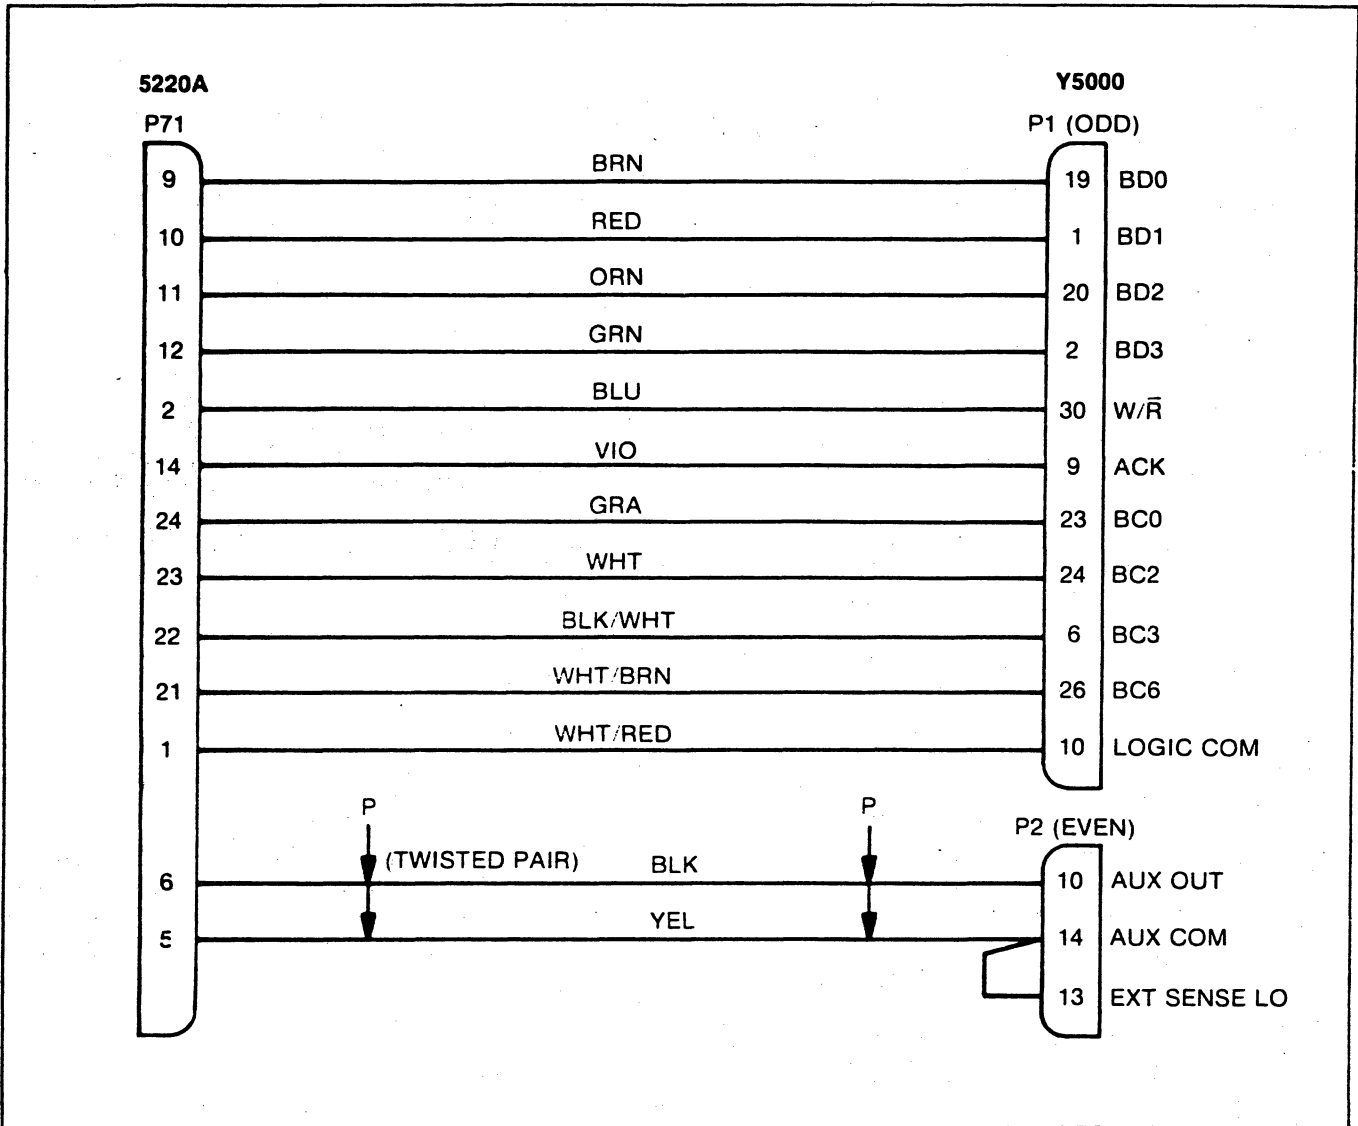 5220A Y5000
P71 P1 (ODD)
9 BRN 19 BD0
10 RED 1 BD1
11 ORN 20 BD2
12 GRN 2 BD3
2 BLU 30 W/R̅
14 VIO 9 ACK
24 GRA 23 BC0
23 WHT 24 BC2
22 BLK/WHT 6 BC3
21 WHT/BRN 26 BC6
1 WHT/RED 10 LOGIC COM
P P
P2 (EVEN)
(TWISTED PAIR)
6 BLK 10 AUX OUT
5 YEL 14 AUX COM
13 EXT SENSE LO